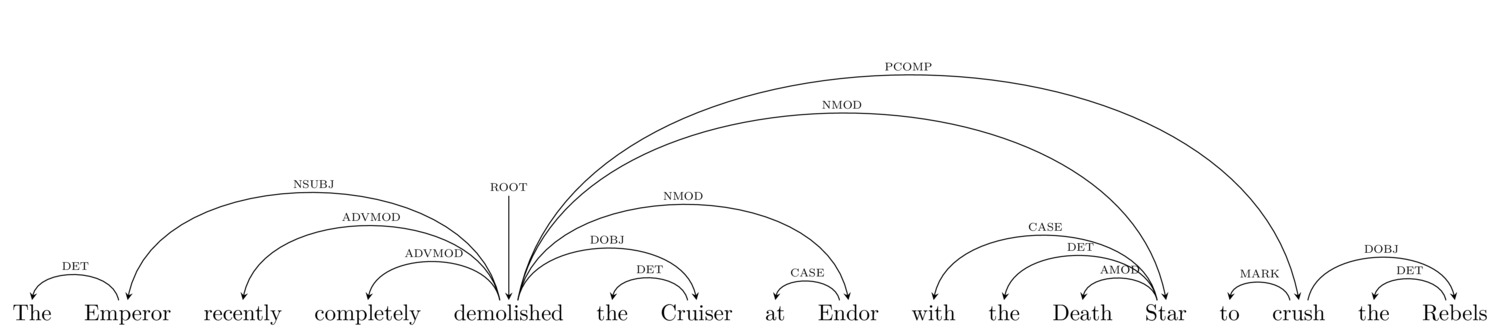 PCOMP
NMOD
NSUBJ ROOT NMOD
ADVMOD DOBJ CASE DOBJ
ADVMOD DET
DET DET CASE AMOD MARK DET
The Emperor recently completely demolished the Cruiser at Endor with the Death Star to crush the Rebels